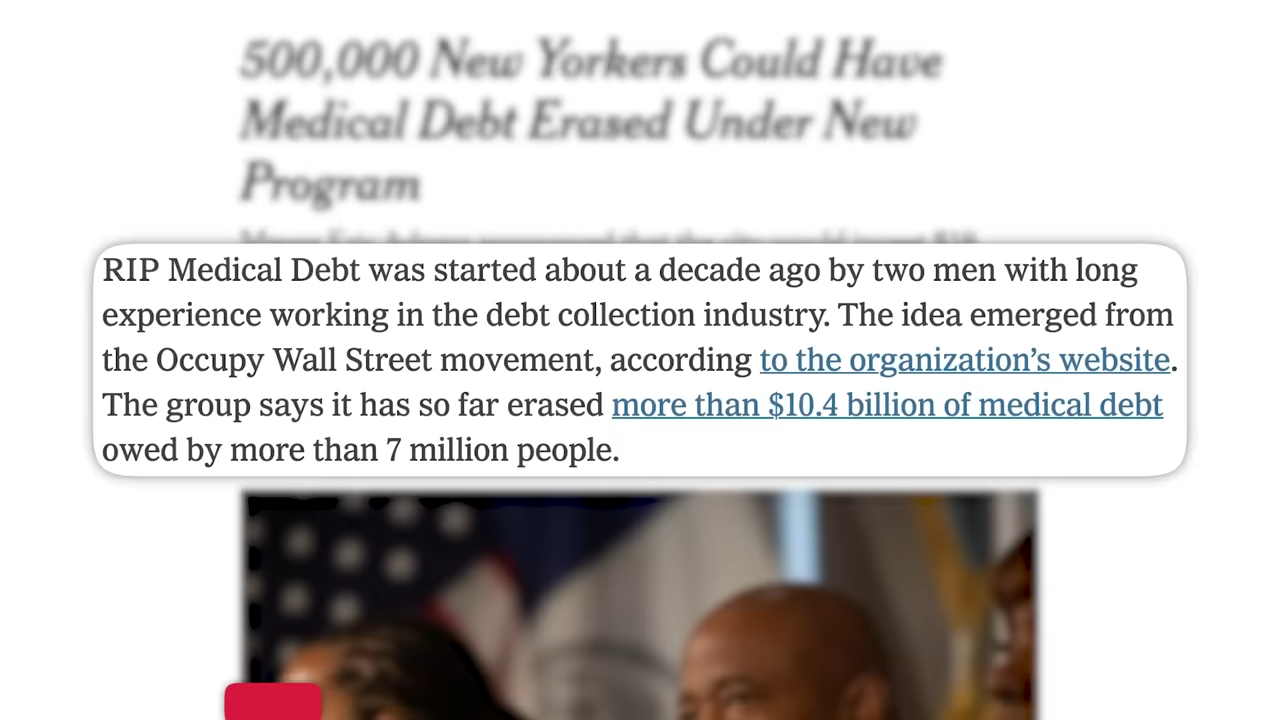 500,000 New Yorkers Could Have
Medical Debt Erased Under New
Program
RIP Medical Debt was started about a decade ago by two men with long
experience working in the debt collection industry. The idea emerged from
the Occupy Wall Street movement, according to the organization’s website.
The group says it has so far erased more than $10.4 billion of medical debt
owed by more than 7 million people.